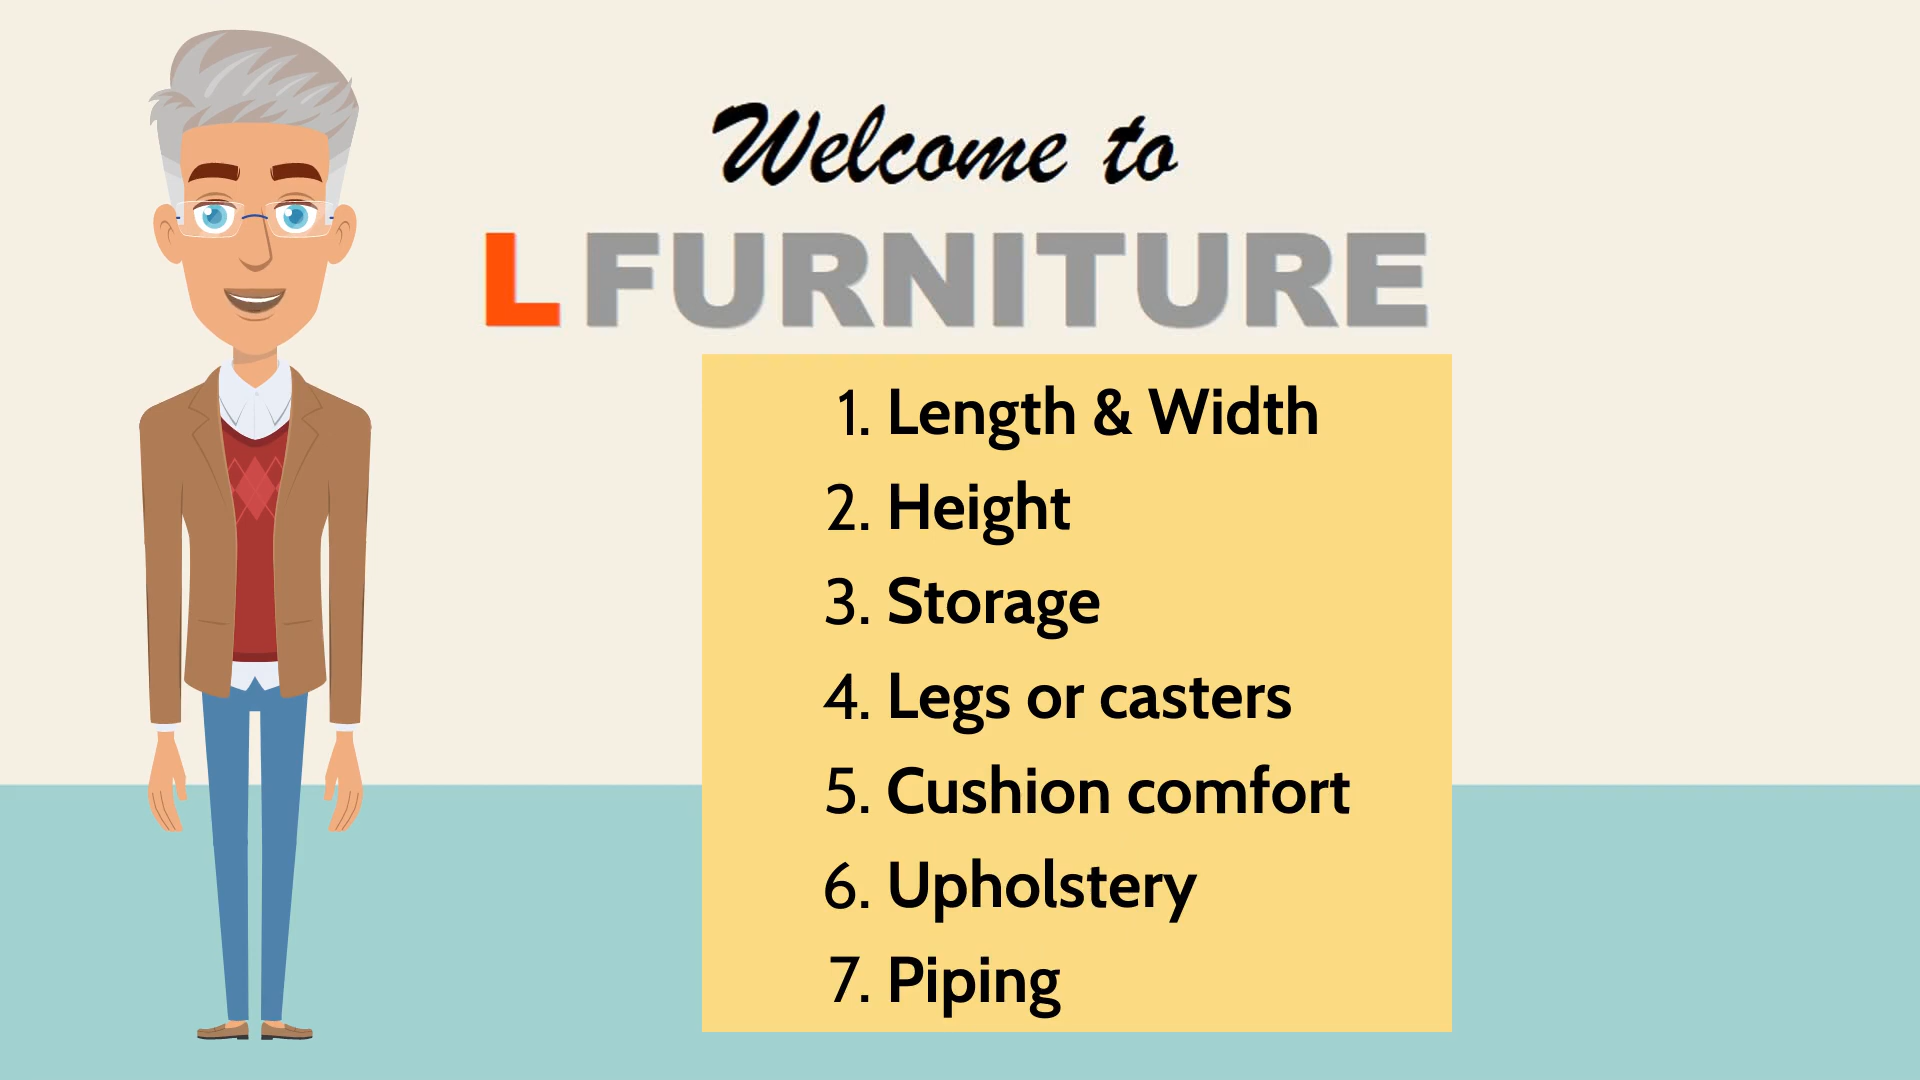 Welcome to
L FURNITURE
1. Length & Width
2. Height
3. Storage
4. Legs or casters
5. Cushion comfort
6. Upholstery
7. Piping